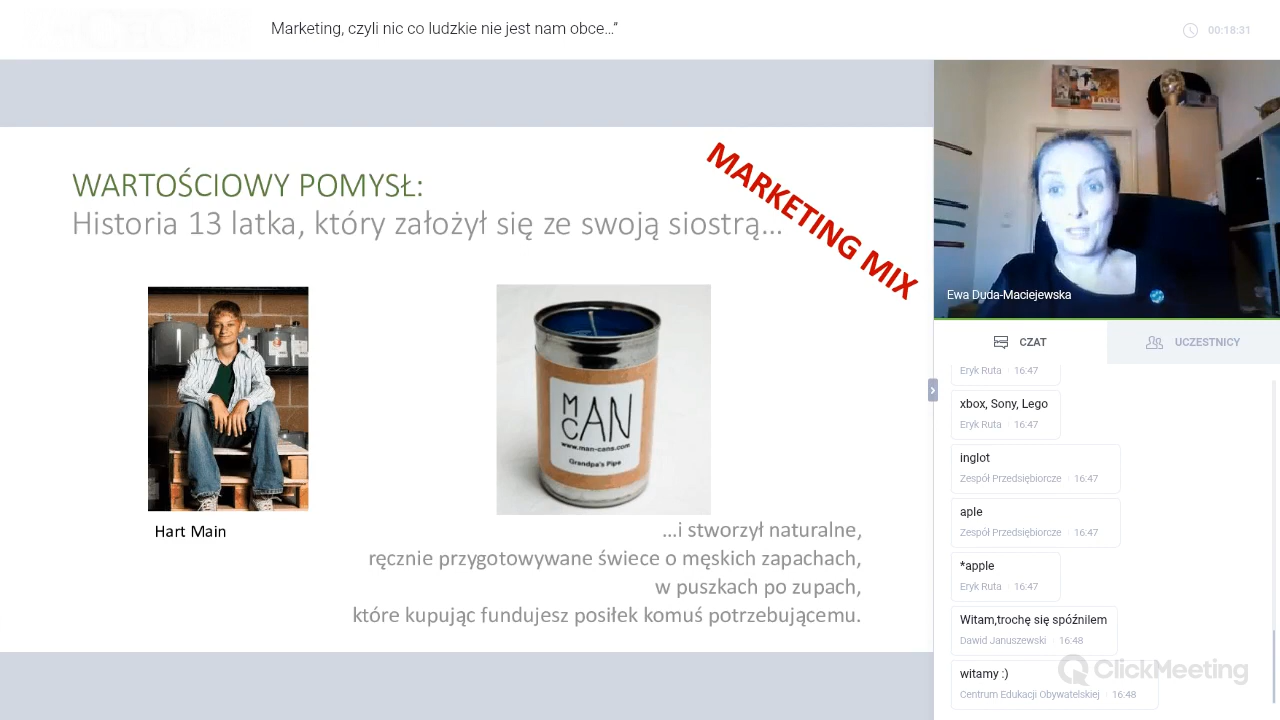 Marketing, czyli nic co ludzkie nie jest nam obce..."
00:18:31
WARTOŚCIOWY POMYSŁ:
Historia 13 latka, który założył się ze swoją siostrą...
MARKETING MIX
MCAN
www.man-cans.com
Grandpa's Pipe
Hart Main
...i stworzył naturalne,
ręcznie przygotowywane świece o męskich zapachach,
w puszkach po zupach,
które kupując fundujesz posiłek komuś potrzebującemu.
Ewa Duda-Maciejewska
CZAT
UCZESTNICY
Eryk Ruta 16:47
xbox, Sony, Lego
Eryk Ruta 16:47
inglot
Zespół Przedsiębiorcze 16:47
aple
Zespół Przedsiębiorcze 16:47
*apple
Eryk Ruta 16:47
Witam,trochę się spóźnilem
Dawid Januszewski 16:48
witamy :)
Centrum Edukacji Obywatelskiej 16:48
ClickMeeting